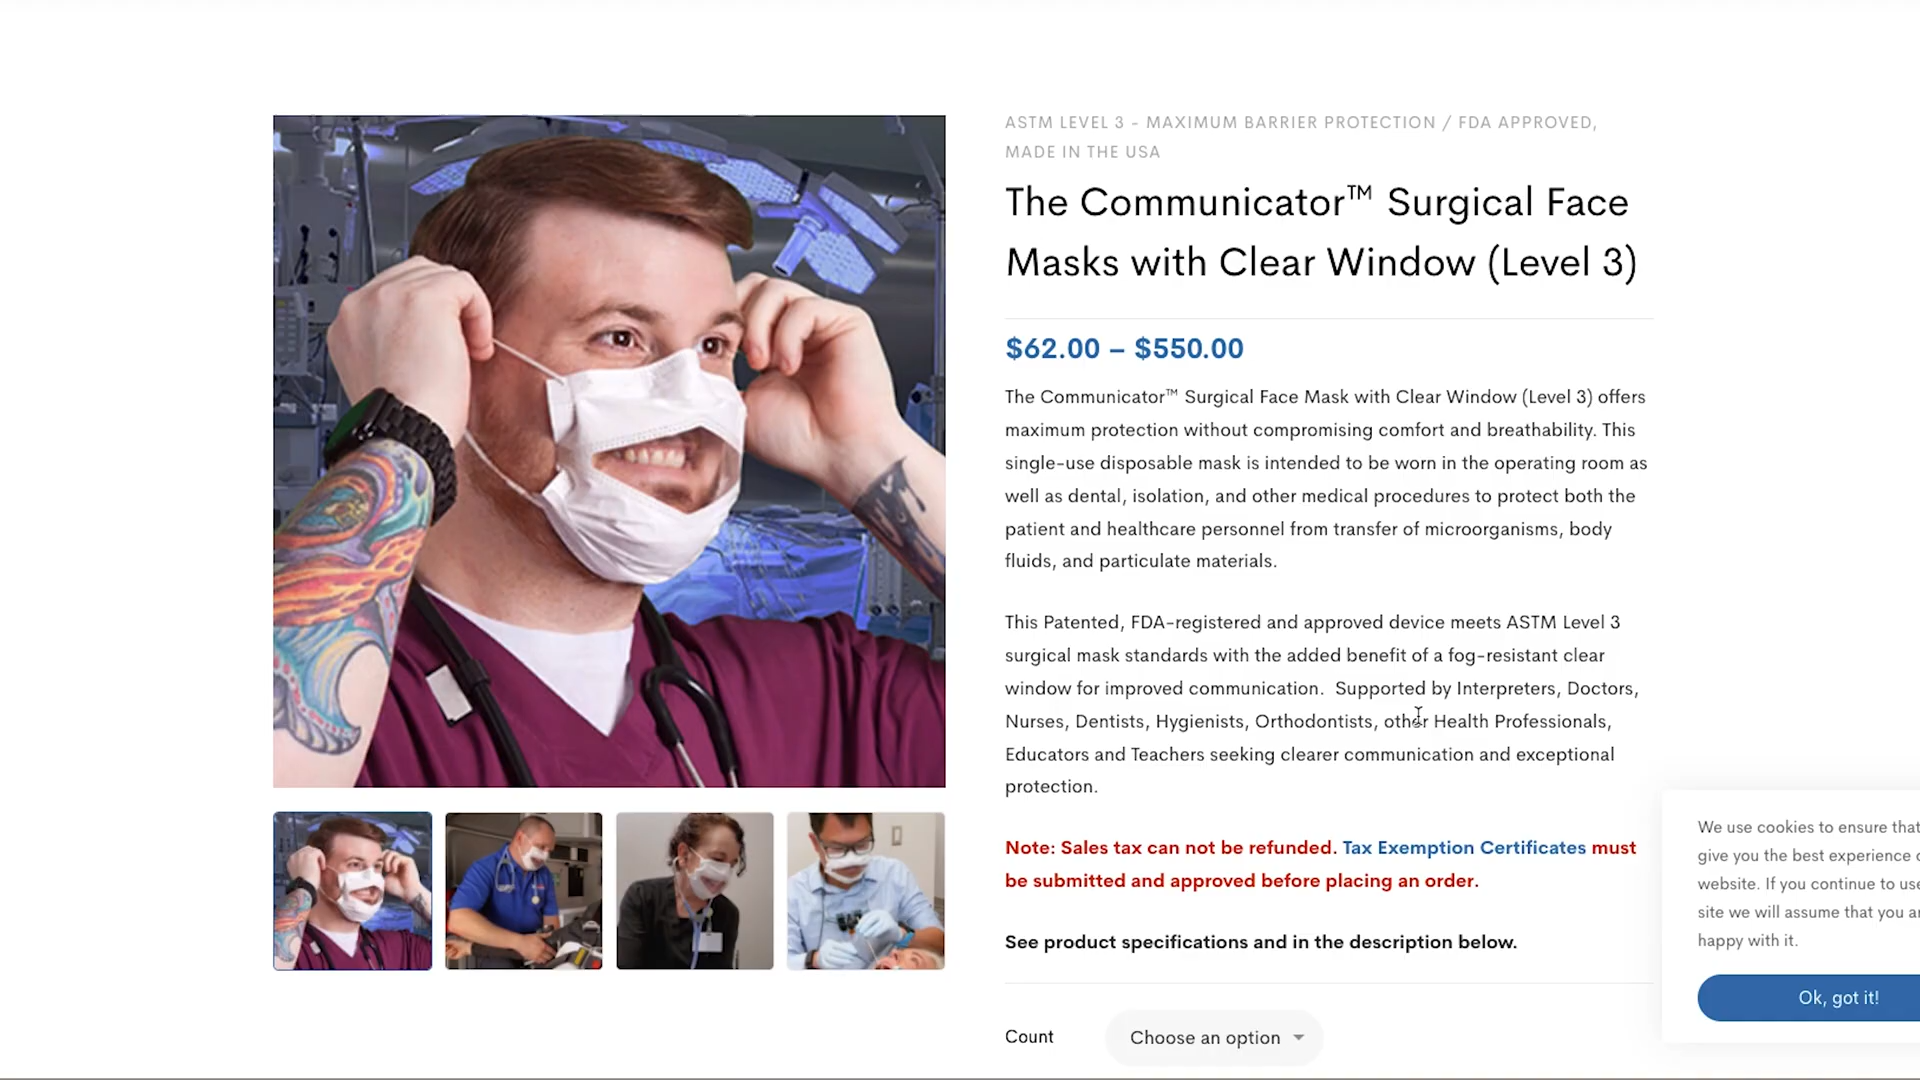 ASTM LEVEL 3 - MAXIMUM BARRIER PROTECTION / FDA APPROVED,
MADE IN THE USA
The Communicator™ Surgical Face
Masks with Clear Window (Level 3)
$62.00 – $550.00
The Communicator™ Surgical Face Mask with Clear Window (Level 3) offers
maximum protection without compromising comfort and breathability. This
single-use disposable mask is intended to be worn in the operating room as
well as dental, isolation, and other medical procedures to protect both the
patient and healthcare personnel from transfer of microorganisms, body
fluids, and particulate materials.
This Patented, FDA-registered and approved device meets ASTM Level 3
surgical mask standards with the added benefit of a fog-resistant clear
window for improved communication.  Supported by Interpreters, Doctors,
Nurses, Dentists, Hygienists, Orthodontists, other Health Professionals,
Educators and Teachers seeking clearer communication and exceptional
protection.
Note: Sales tax can not be refunded. Tax Exemption Certificates must
be submitted and approved before placing an order.
See product specifications and in the description below.
Count
Choose an option
We use cookies to ensure that
give you the best experience
website. If you continue to use
site we will assume that you
happy with it.
Ok, got it!